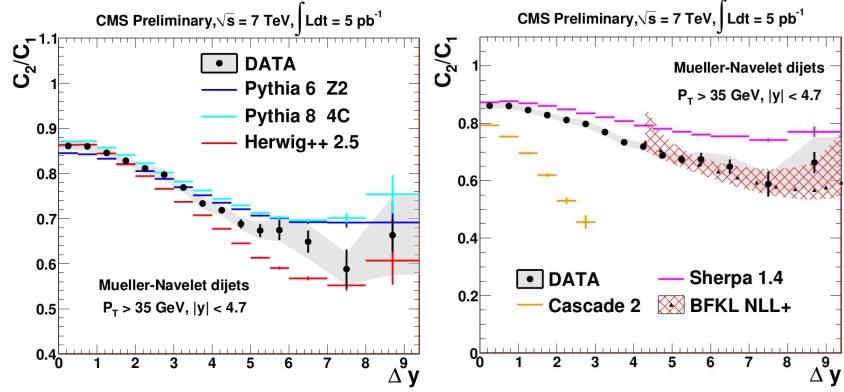 CMS Preliminary, √s = 7 TeV, ∫Ldt = 5 pb⁻¹
C₂/C₁
1.1
1
0.9
0.8
0.7
0.6
0.5
0.4
DATA
Pythia 6 Z2
Pythia 8 4C
Herwig++ 2.5
Mueller-Navelet dijets
P_T > 35 GeV, |y| < 4.7
0 1 2 3 4 5 6 7 8 9
Δ y
CMS Preliminary, √s = 7 TeV, ∫Ldt = 5 pb⁻¹
C₂/C₁
1
0.8
0.6
0.4
0.2
0
Mueller-Navelet dijets
P_T > 35 GeV, |y| < 4.7
DATA
Sherpa 1.4
Cascade 2
BFKL NLL+
0 1 2 3 4 5 6 7 8 9
Δ y